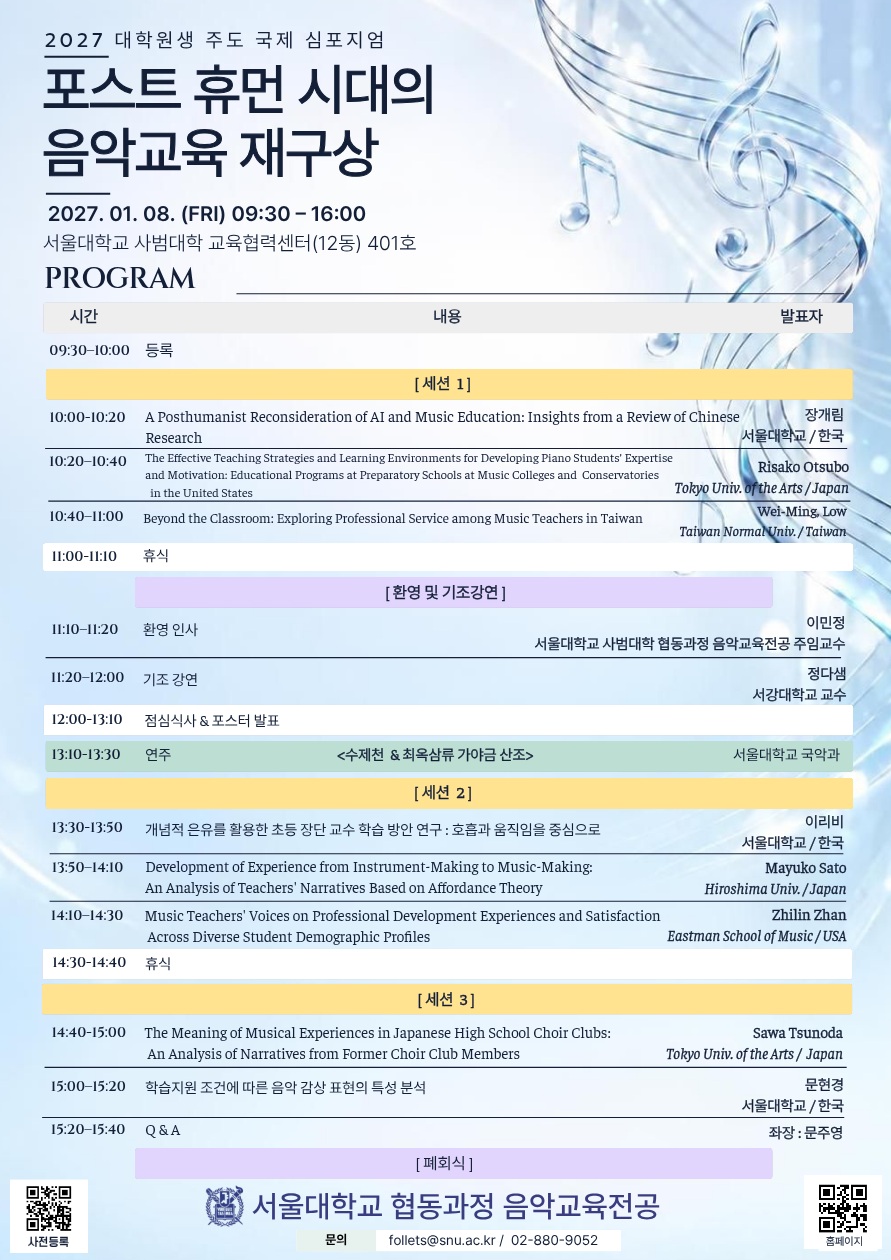 2027 대학원생 주도 국제 심포지엄
포스트 휴먼 시대의
음악교육 재구상
2027. 01. 08. (FRI) 09:30 – 16:00
서울대학교 사범대학 교육협력센터(12동) 401호
PROGRAM
시간 내용 발표자
09:30–10:00 등록
[ 세션 1 ]
10:00-10:20 A Posthumanist Reconsideration of AI and Music Education: Insights from a Review of Chinese
Research
장개림
서울대학교 / 한국
10:20–10:40 The Effective Teaching Strategies and Learning Environments for Developing Piano Students' Expertise
and Motivation: Educational Programs at Preparatory Schools at Music Colleges and Conservatories
in the United States
Risako Otsubo
Tokyo Univ. of the Arts / Japan
10:40–11:00 Beyond the Classroom: Exploring Professional Service among Music Teachers in Taiwan
Wei-Ming, Low
Taiwan Normal Univ. / Taiwan
11:00-11:10 휴식
[ 환영 및 기조강연 ]
11:10–11:20 환영 인사
이민정
서울대학교 사범대학 협동과정 음악교육전공 주임교수
11:20–12:00 기조 강연
정다샘
서강대학교 교수
12:00-13:10 점심식사 & 포스터 발표
13:10-13:30 연주 <수제천 & 최옥삼류 가야금 산조> 서울대학교 국악과
[ 세션 2 ]
13:30-13:50 개념적 은유를 활용한 초등 장단 교수 학습 방안 연구 : 호흡과 움직임을 중심으로
이리비
서울대학교 / 한국
13:50–14:10 Development of Experience from Instrument-Making to Music-Making:
An Analysis of Teachers' Narratives Based on Affordance Theory
Mayuko Sato
Hiroshima Univ. / Japan
14:10–14:30 Music Teachers' Voices on Professional Development Experiences and Satisfaction
Across Diverse Student Demographic Profiles
Zhilin Zhan
Eastman School of Music / USA
14:30-14:40 휴식
[ 세션 3 ]
14:40-15:00 The Meaning of Musical Experiences in Japanese High School Choir Clubs:
An Analysis of Narratives from Former Choir Club Members
Sawa Tsunoda
Tokyo Univ. of the Arts / Japan
15:00–15:20 학습지원 조건에 따른 음악 감상 표현의 특성 분석
문현경
서울대학교 / 한국
15:20–15:40 Q & A 좌장 : 문주영
[ 폐회식 ]
서울대학교 협동과정 음악교육전공
사전등록
문의 follets@snu.ac.kr / 02-880-9052
홈페이지